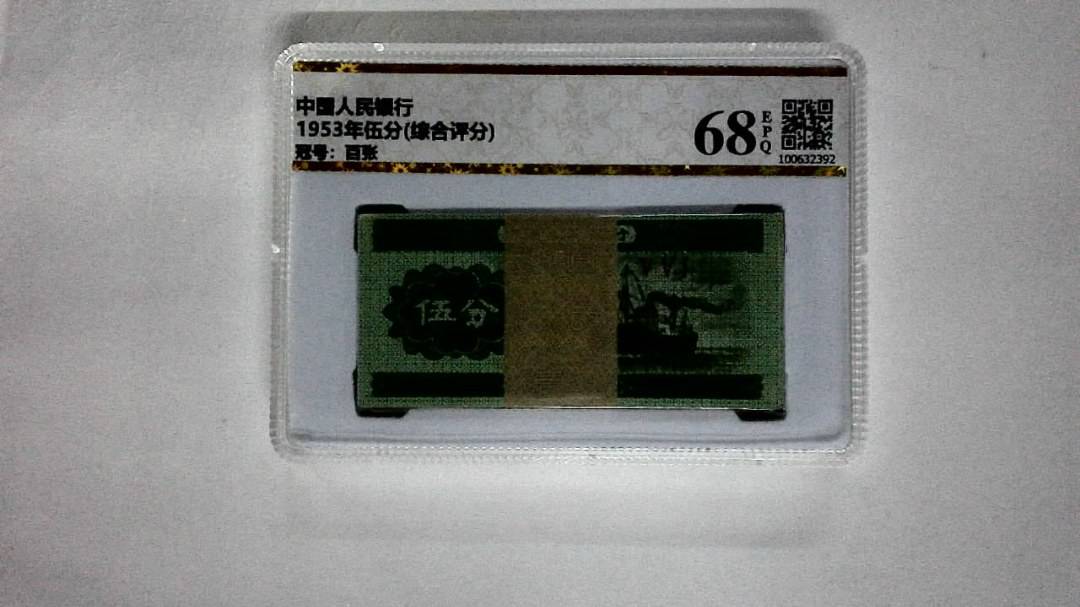 中国人民银行
1953年伍分(综合评分)
冠号：百张
68
EPQ
100632392
分
伍分